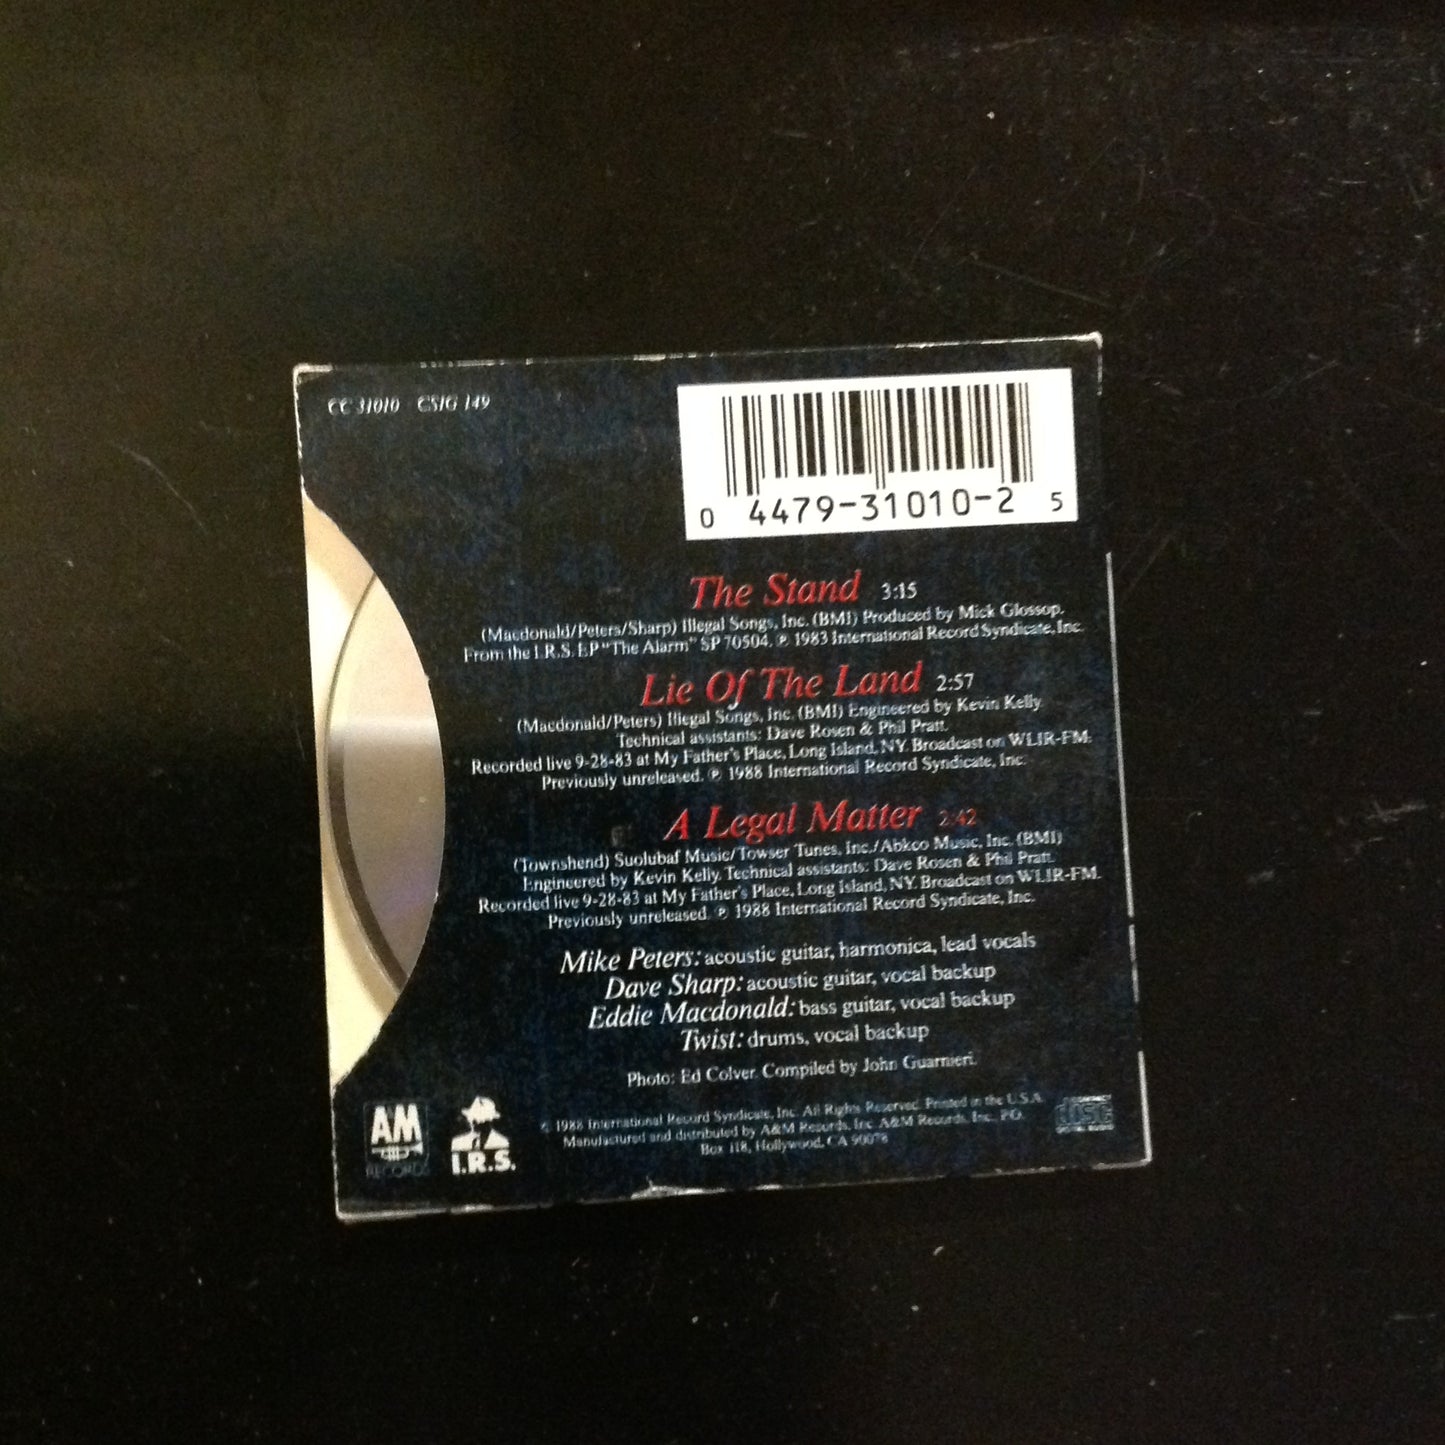 CC 31010 CSIG 149
0 4479-31010-2 5
The Stand 3:15
(Macdonald/Peters/Sharp) Illegal Songs, Inc. (BMI) Produced by Mick Glossop.
From the I.R.S. EP "The Alarm" SP 70504. ℗ 1983 International Record Syndicate, Inc.
Lie Of The Land 2:57
(Macdonald/Peters) Illegal Songs, Inc. (BMI) Engineered by Kevin Kelly.
Technical assistants: Dave Rosen & Phil Pratt.
Recorded live 9-28-83 at My Father's Place, Long Island, NY. Broadcast on WLIR-FM.
Previously unreleased. ℗ 1988 International Record Syndicate, Inc.
A Legal Matter 2:42
(Townshend) Suolubaf Music/Towser Tunes, Inc./Abkco Music, Inc. (BMI)
Engineered by Kevin Kelly. Technical assistants: Dave Rosen & Phil Pratt.
Recorded live 9-28-83 at My Father's Place, Long Island, NY. Broadcast on WLIR-FM.
Previously unreleased. ℗ 1988 International Record Syndicate, Inc.
Mike Peters: acoustic guitar, harmonica, lead vocals
Dave Sharp: acoustic guitar, vocal backup
Eddie Macdonald: bass guitar, vocal backup
Twist: drums, vocal backup
Photo: Ed Colver. Compiled by John Guarnieri.
© 1988 International Record Syndicate, Inc. All Rights Reserved. Printed in the U.S.A.
Manufactured and distributed by A&M Records, Inc. A&M Records, Inc., P.O.
Box 118, Hollywood, CA 90078
A&M
RECORDS
I.R.S.
disc
DIGITAL AUDIO